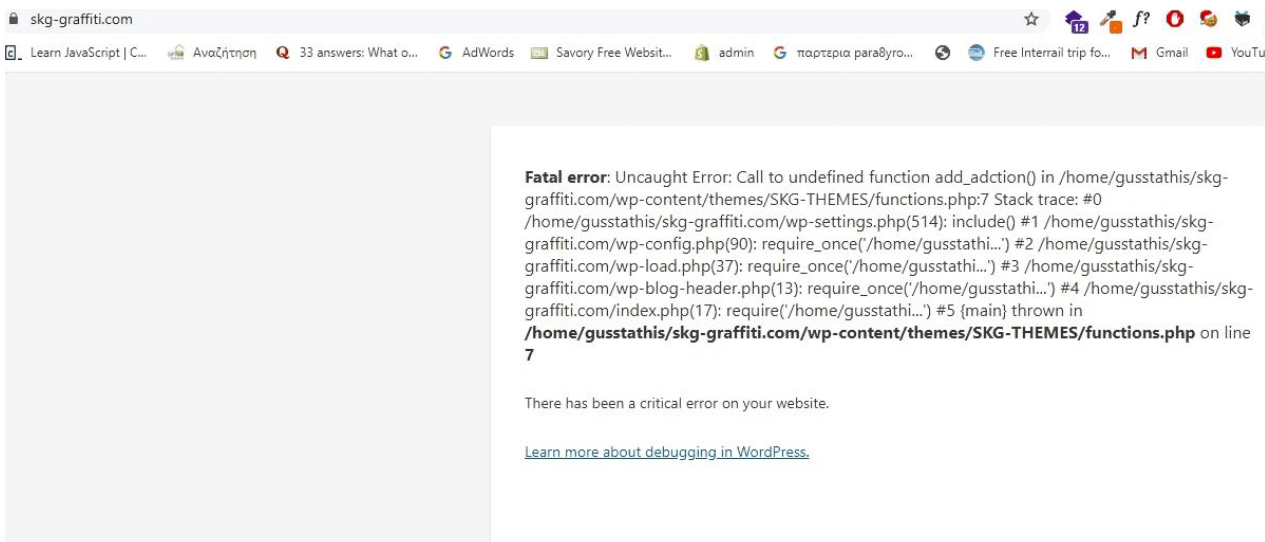 skg-graffiti.com
f?
12
Learn JavaScript | C... Αναζήτηση 33 answers: What o... AdWords Savory Free Websit... admin παρτερια para8yro... Free Interrail trip fo... Gmail YouTu
Fatal error: Uncaught Error: Call to undefined function add_adction() in /home/gusstathis/skg-
graffiti.com/wp-content/themes/SKG-THEMES/functions.php:7 Stack trace: #0
/home/gusstathis/skg-graffiti.com/wp-settings.php(514): include() #1 /home/gusstathis/skg-
graffiti.com/wp-config.php(90): require_once('/home/gusstathi...') #2 /home/gusstathis/skg-
graffiti.com/wp-load.php(37): require_once('/home/gusstathi...') #3 /home/gusstathis/skg-
graffiti.com/wp-blog-header.php(13): require_once('/home/gusstathi...') #4 /home/gusstathis/skg-
graffiti.com/index.php(17): require('/home/gusstathi...') #5 {main} thrown in
/home/gusstathis/skg-graffiti.com/wp-content/themes/SKG-THEMES/functions.php on line
7
There has been a critical error on your website.
Learn more about debugging in WordPress.